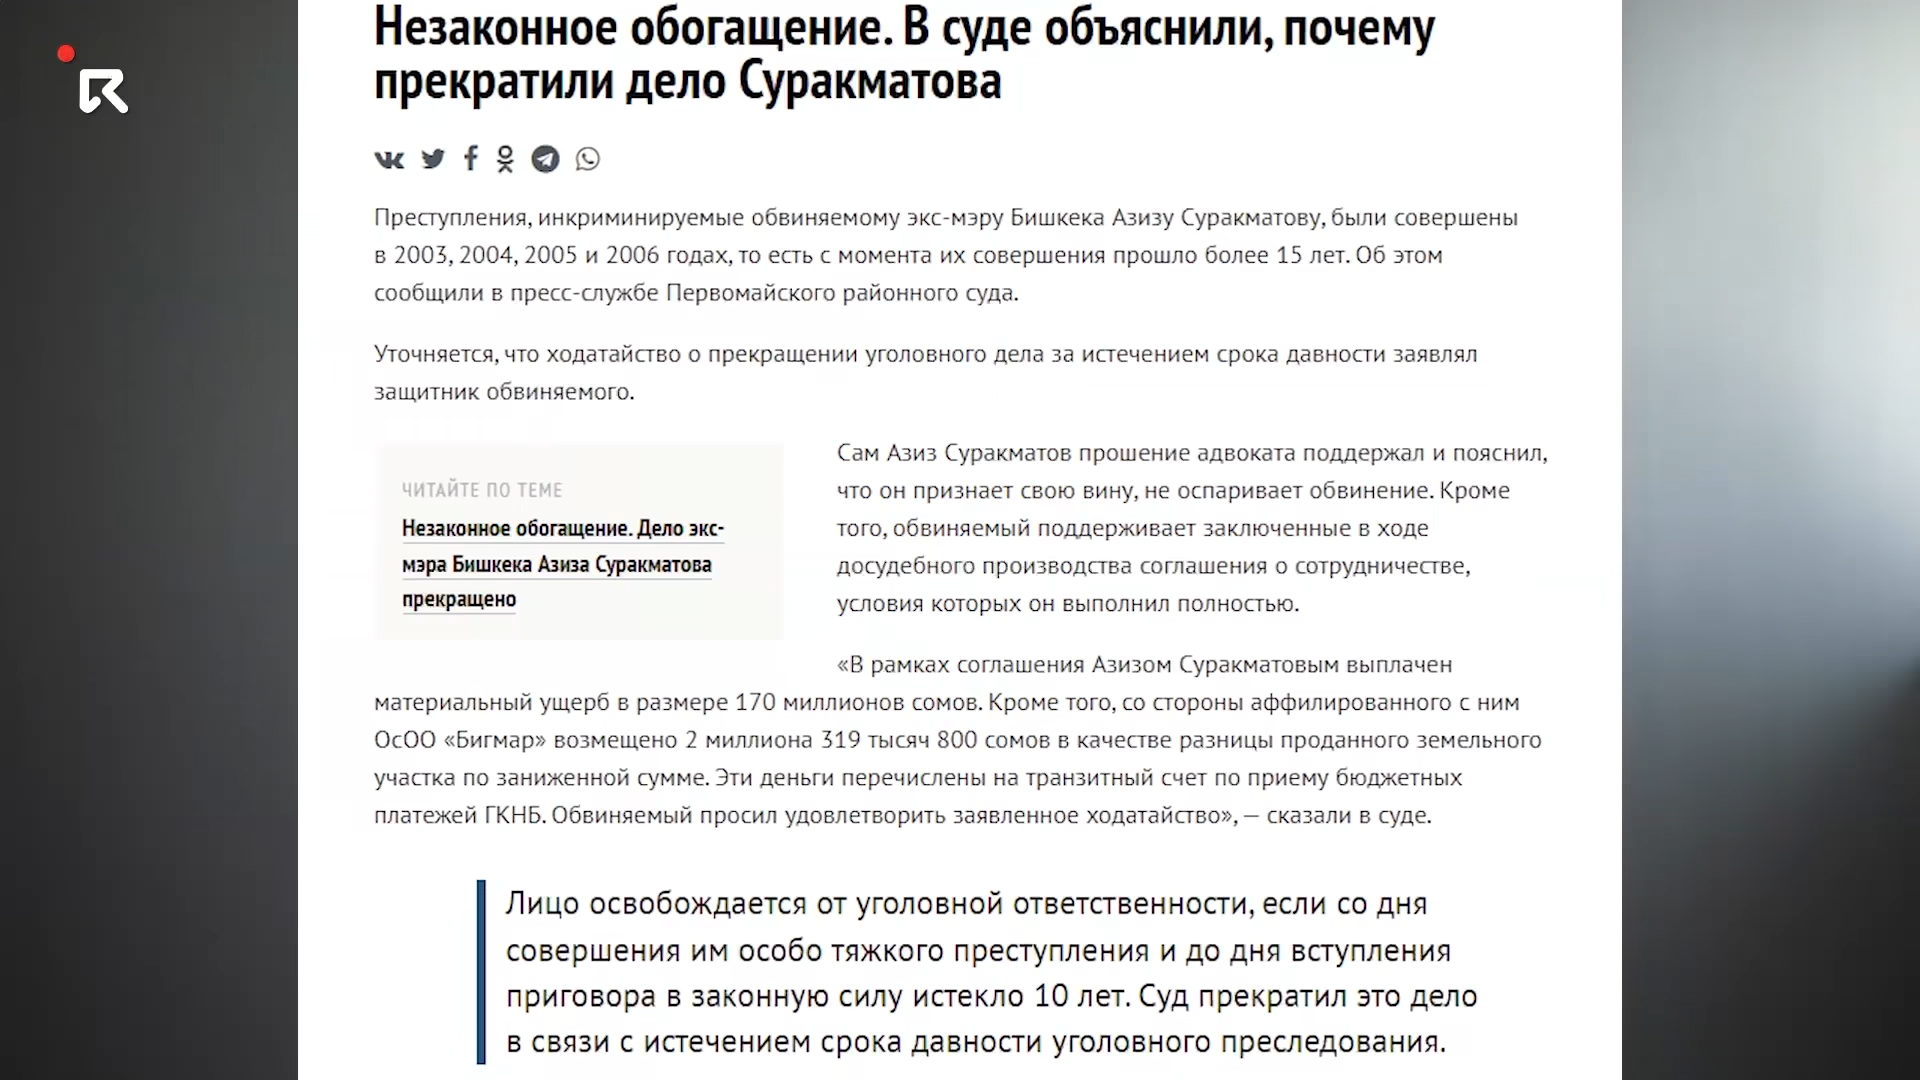 Незаконное обогащение. В суде объяснили, почему
прекратили дело Суракматова
Преступления, инкриминируемые обвиняемому экс-мэру Бишкека Азизу Суракматову, были совершены
в 2003, 2004, 2005 и 2006 годах, то есть с момента их совершения прошло более 15 лет. Об этом
сообщили в пресс-службе Первомайского районного суда.
Уточняется, что ходатайство о прекращении уголовного дела за истечением срока давности заявлял
защитник обвиняемого.
ЧИТАЙТЕ ПО ТЕМЕ
Незаконное обогащение. Дело экс-
мэра Бишкека Азиза Суракматова
прекращено
Сам Азиз Суракматов прошение адвоката поддержал и пояснил,
что он признает свою вину, не оспаривает обвинение. Кроме
того, обвиняемый поддерживает заключенные в ходе
досудебного производства соглашения о сотрудничестве,
условия которых он выполнил полностью.
«В рамках соглашения Азизом Суракматовым выплачен
материальный ущерб в размере 170 миллионов сомов. Кроме того, со стороны аффилированного с ним
ОсОО «Бигмар» возмещено 2 миллиона 319 тысяч 800 сомов в качестве разницы проданного земельного
участка по заниженной сумме. Эти деньги перечислены на транзитный счет по приему бюджетных
платежей ГКНБ. Обвиняемый просил удовлетворить заявленное ходатайство», — сказали в суде.
Лицо освобождается от уголовной ответственности, если со дня
совершения им особо тяжкого преступления и до дня вступления
приговора в законную силу истекло 10 лет. Суд прекратил это дело
в связи с истечением срока давности уголовного преследования.